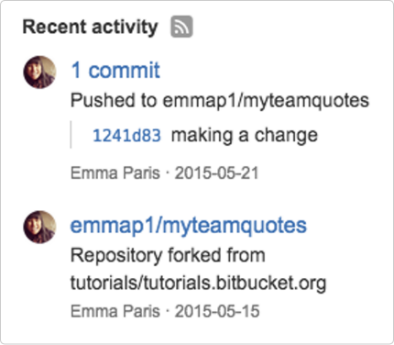 Recent activity
1 commit
Pushed to emmap1/myteamquotes
1241d83 making a change
Emma Paris · 2015-05-21
emmap1/myteamquotes
Repository forked from
tutorials/tutorials.bitbucket.org
Emma Paris · 2015-05-15